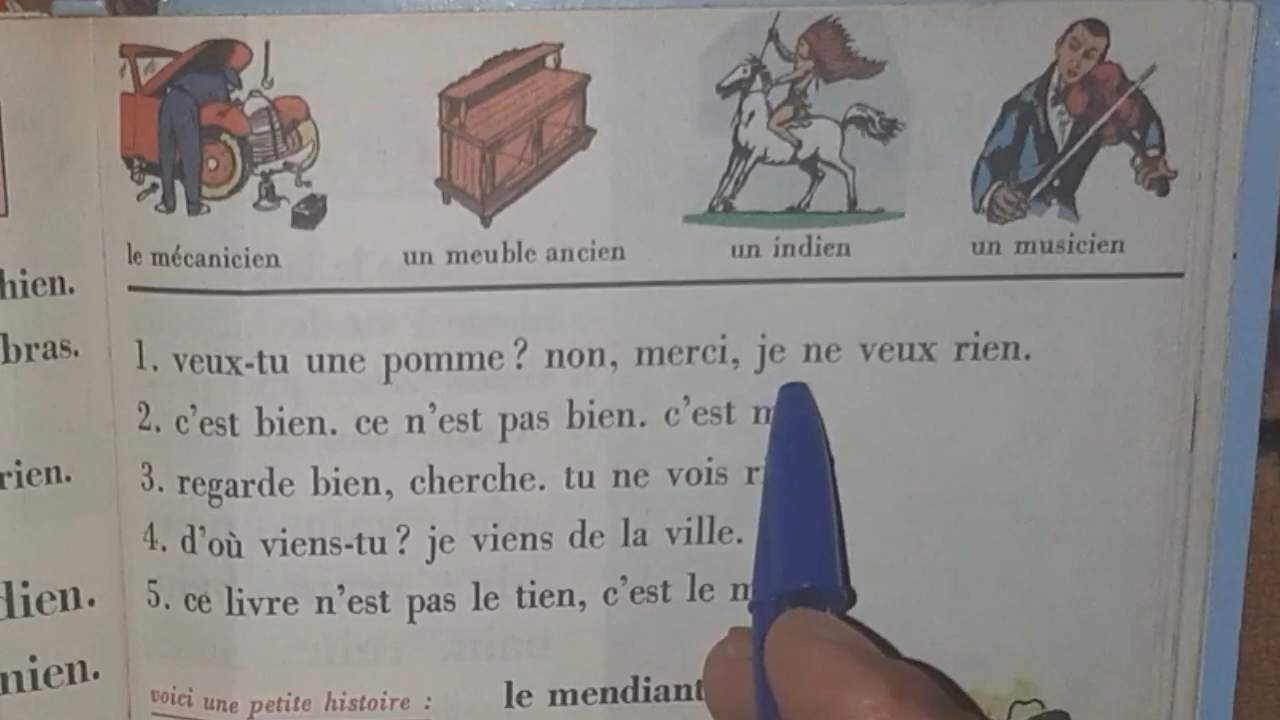 le mécanicien
un meuble ancien
un indien
un musicien
hien.
bras.
rien.
dien.
nien.
1. veux-tu une pomme ? non, merci, je ne veux rien.
2. c'est bien. ce n'est pas bien. c'est
3. regarde bien, cherche. tu ne vois
4. d'où viens-tu ? je viens de la ville.
5. ce livre n'est pas le tien, c'est le
voici une petite histoire :
le mendiant